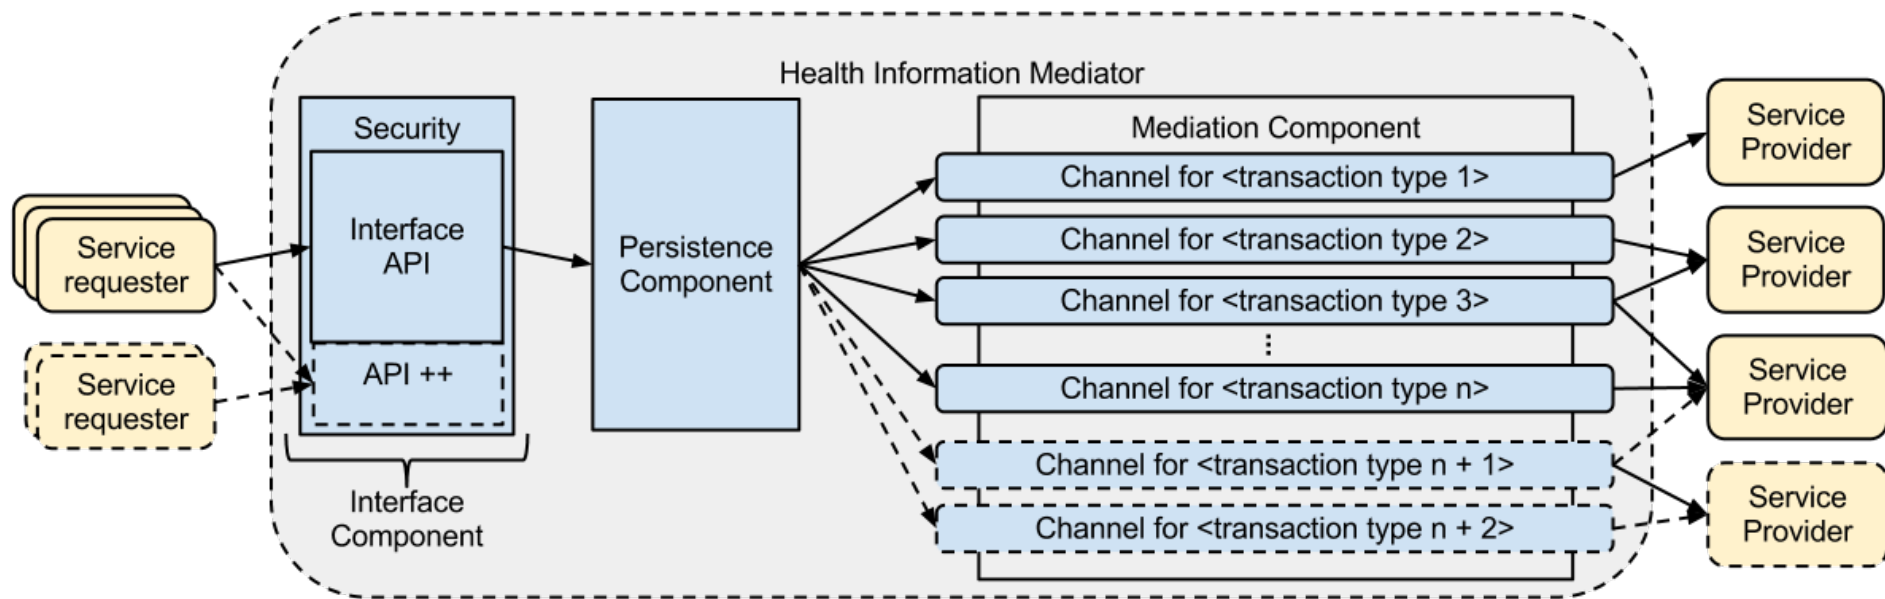 Health Information Mediator
Service
requester
Service
requester
Security
Interface
API
API ++
Interface
Component
Persistence
Component
Mediation Component
Channel for <transaction type 1>
Channel for <transaction type 2>
Channel for <transaction type 3>
...
Channel for <transaction type n>
Channel for <transaction type n + 1>
Channel for <transaction type n + 2>
Service
Provider
Service
Provider
Service
Provider
Service
Provider